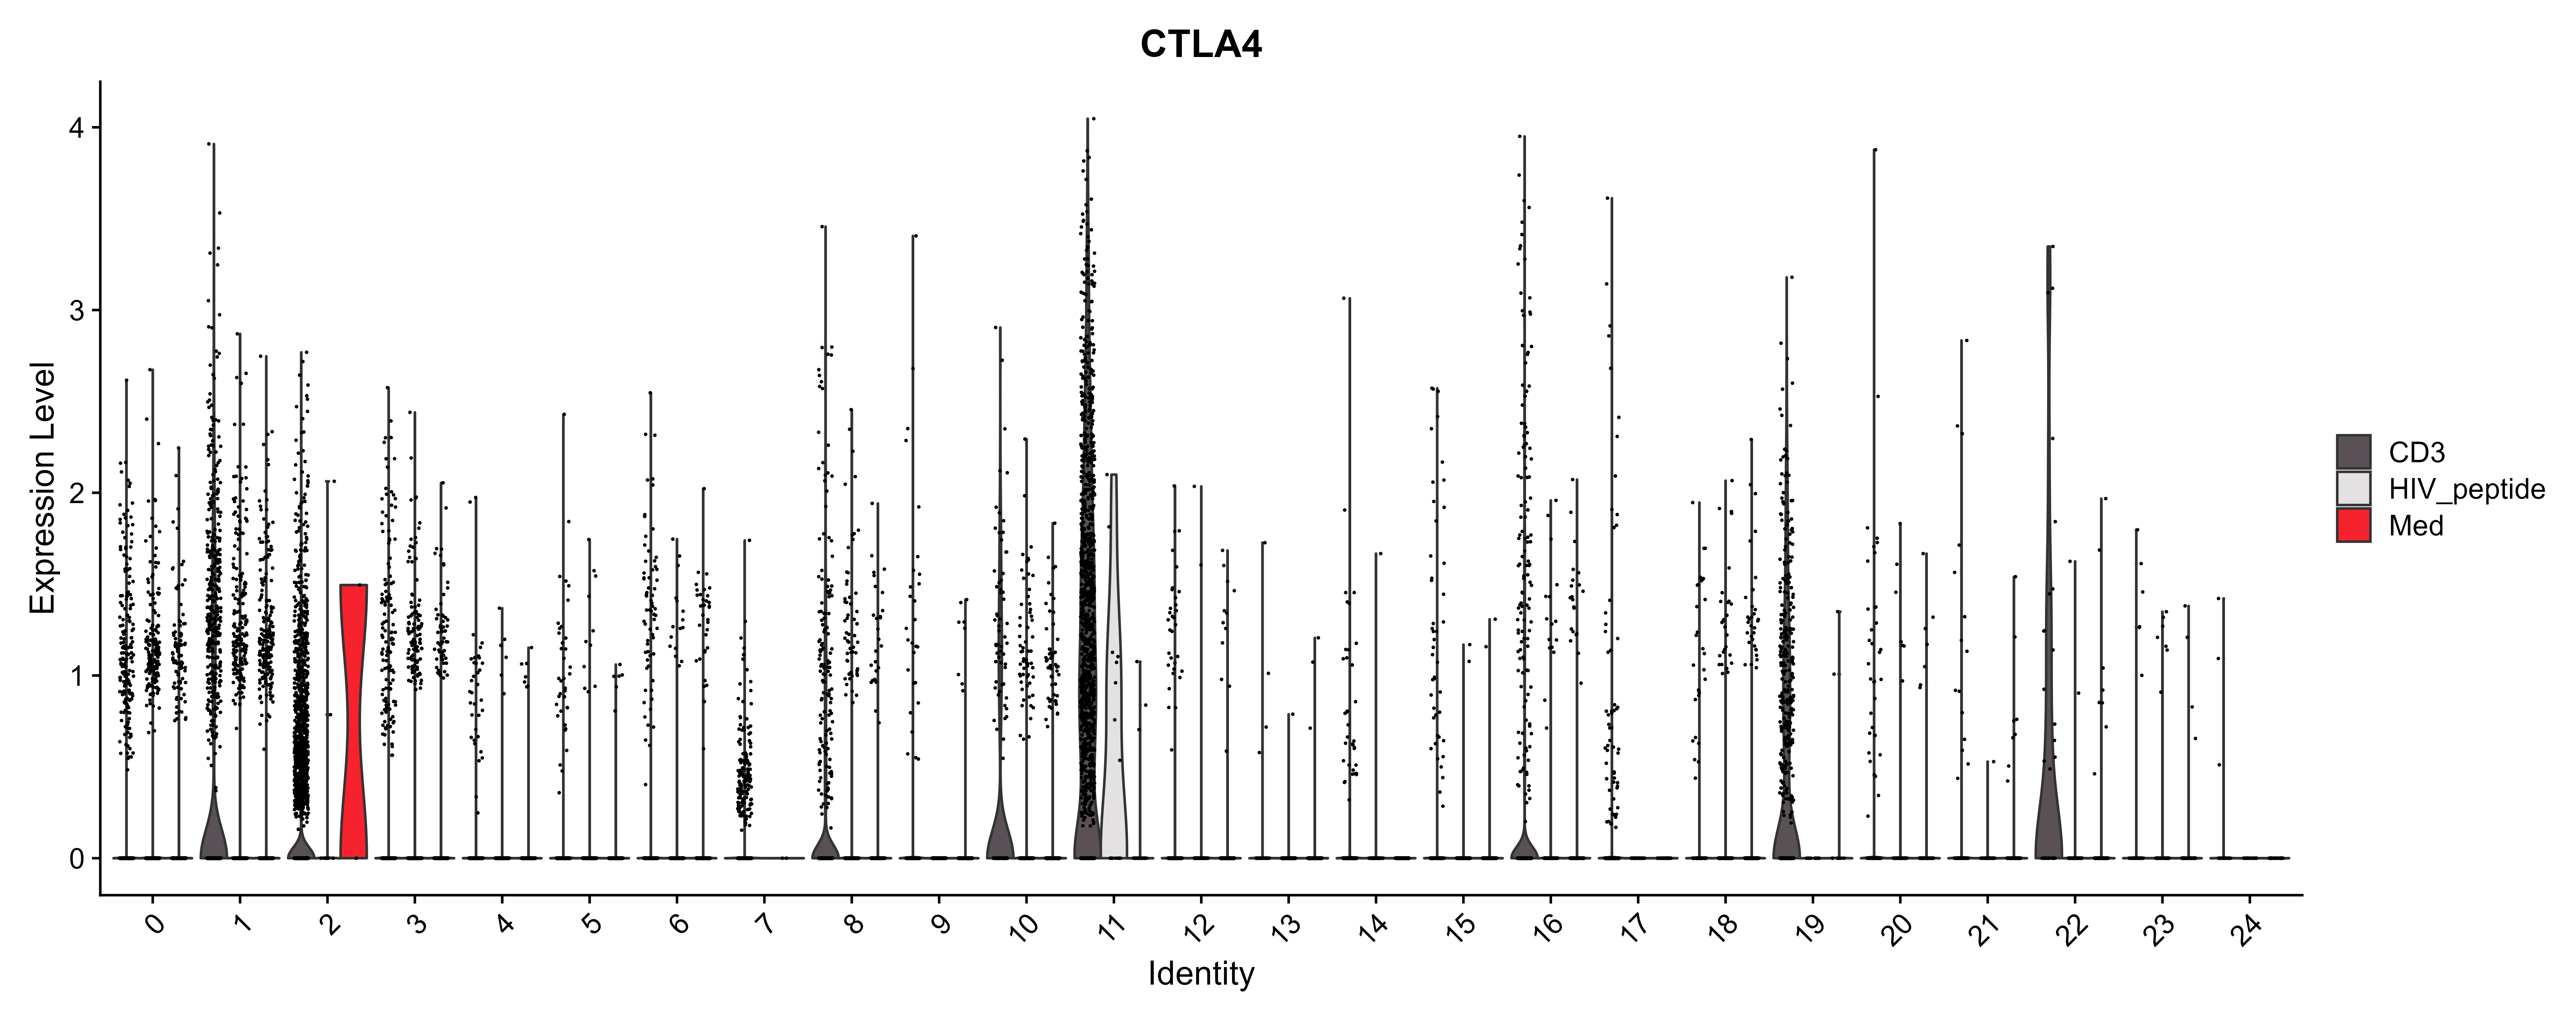 CTLA4
Expression Level
4
3
2
1
0
0 1 2 3 4 5 6 7 8 9 10 11 12 13 14 15 16 17 18 19 20 21 22 23 24
Identity
CD3
HIV_peptide
Med